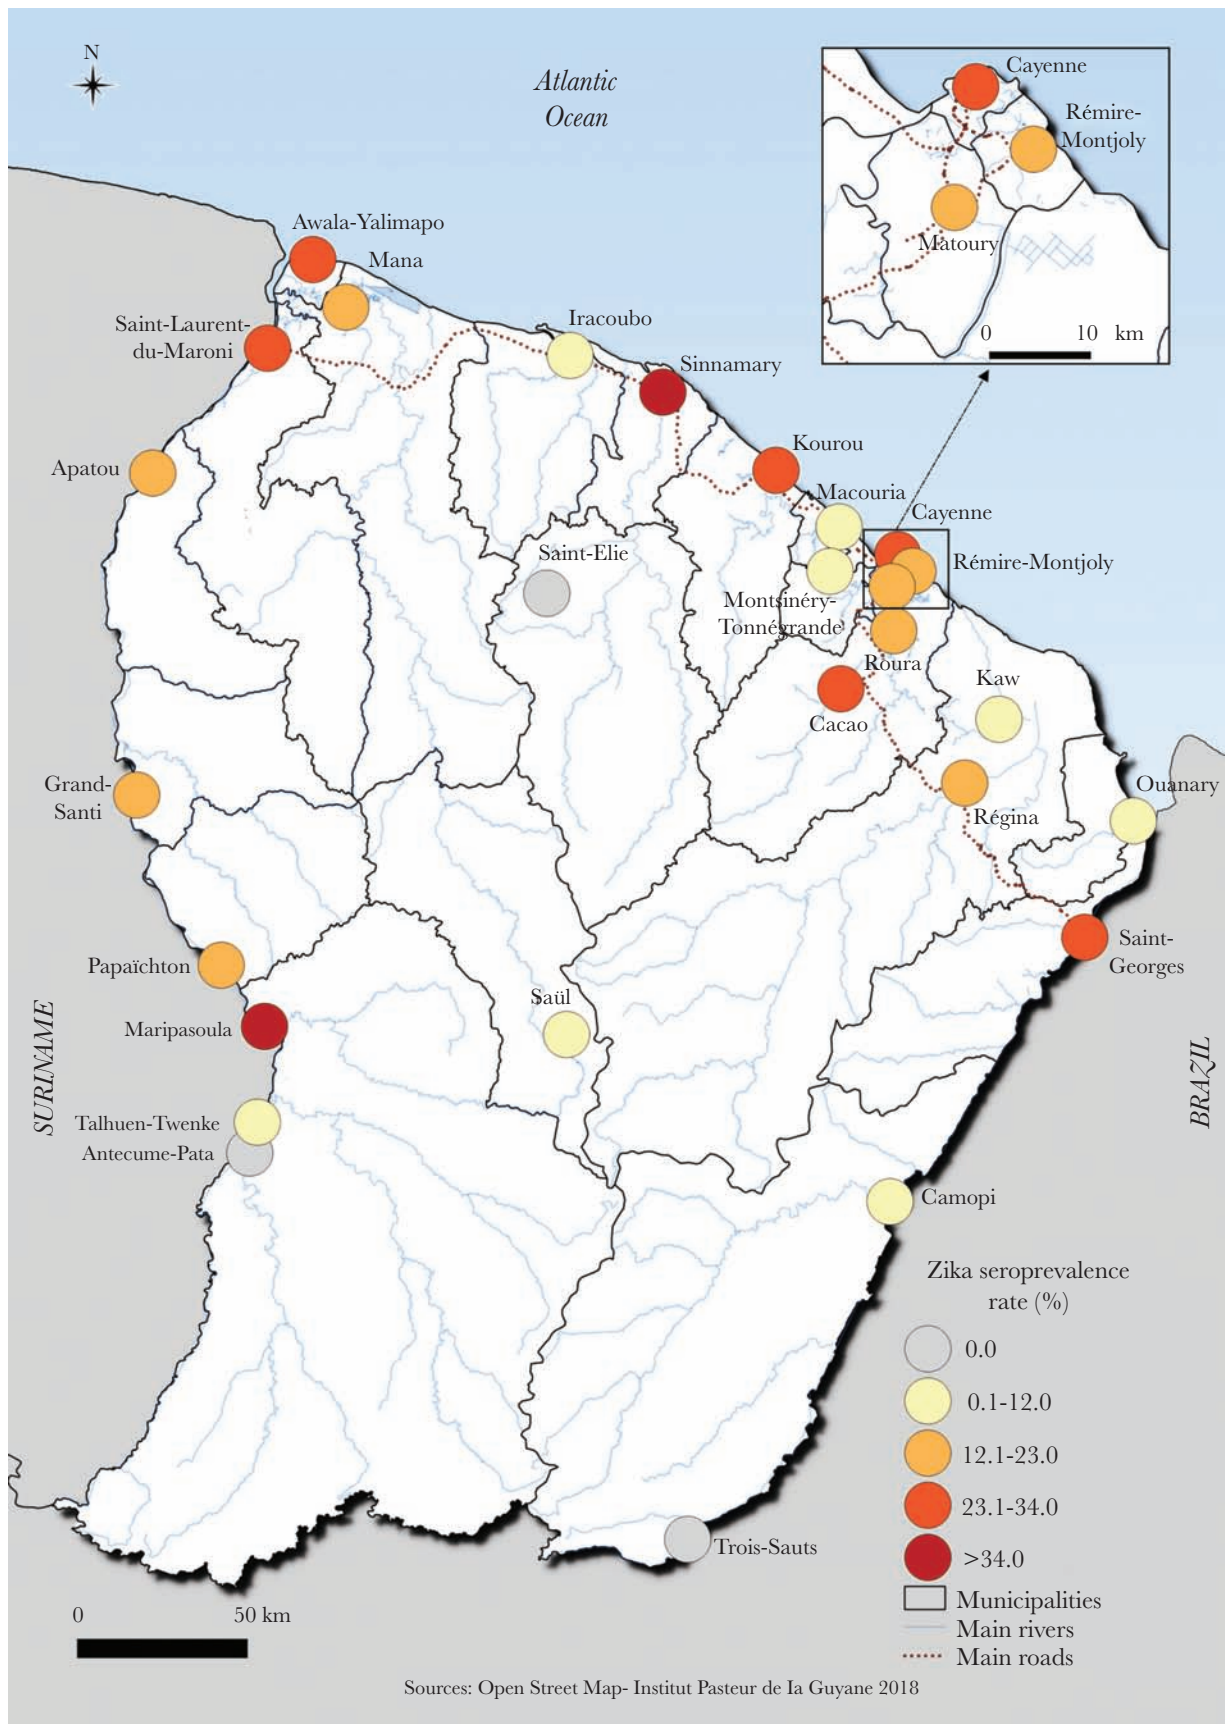 N
Atlantic
Ocean
Cayenne
Rémire-
Montjoly
Matoury
0 10 km
Awala-Yalimapo
Mana
Saint-Laurent-
du-Maroni
Iracoubo
Sinnamary
Apatou
Kourou
Macouria
Cayenne
Saint-Elie
Rémire-Montjoly
Montsinéry-
Tonnégrande
Roura
Kaw
Cacao
Grand-
Santi
Ouanary
Régina
Papaïchton
Saint-
Georges
Saül
Maripasoula
SURINAME
BRAZIL
Talhuen-Twenke
Antecume-Pata
Camopi
Zika seroprevalence
rate (%)
0.0
0.1-12.0
12.1-23.0
23.1-34.0
>34.0
Trois-Sauts
Municipalities
Main rivers
Main roads
0 50 km
Sources: Open Street Map- Institut Pasteur de Ia Guyane 2018